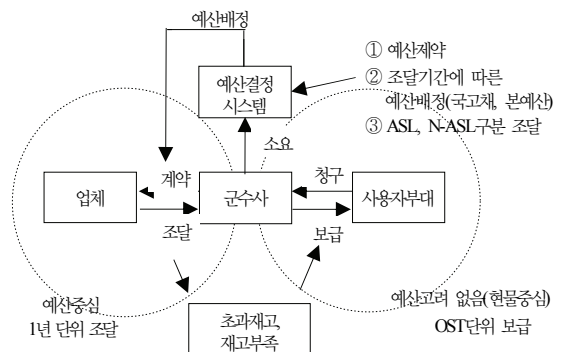 예산배정
① 예산제약
② 조달기간에 따른
예산배정(국고채, 본예산)
③ ASL, N-ASL구분 조달
예산결정
시스템
소요
계약
청구
업체
군수사
사용자부대
조달
보급
예산중심
1년 단위 조달
초과재고,
재고부족
예산고려 없음(현물중심)
OST단위 보급